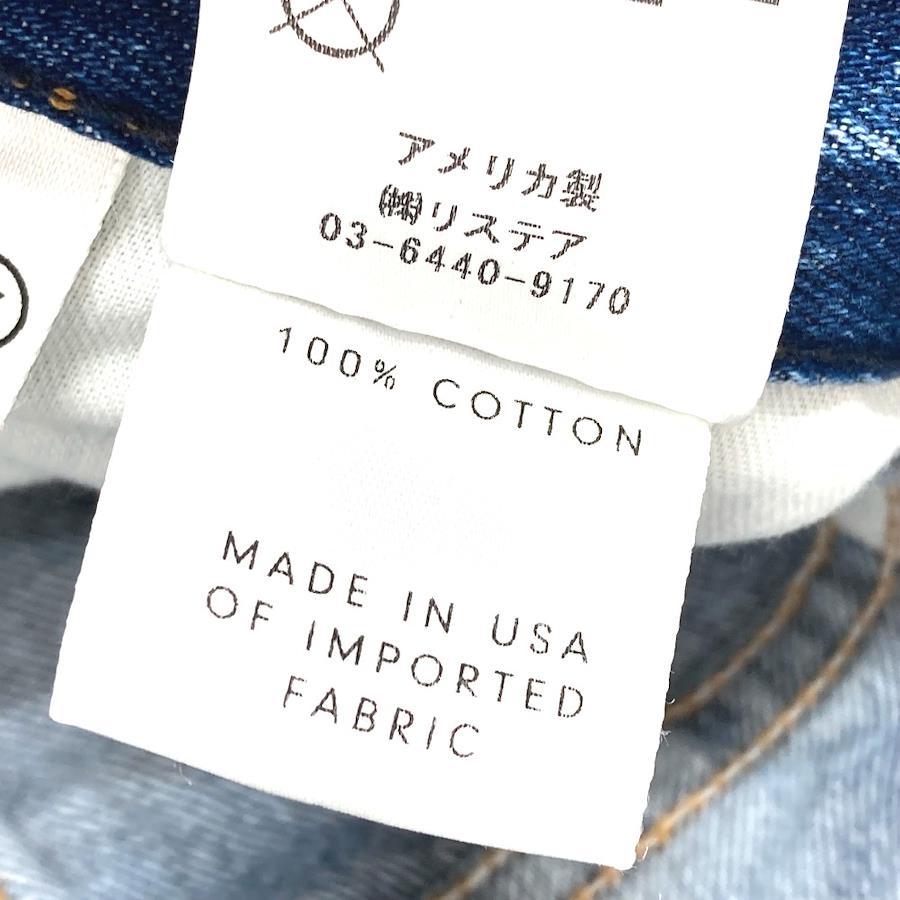 アメリカ製
㈱リステア
03-6440-9170
100% COTTON
MADE IN USA
OF IMPORTED
FABRIC